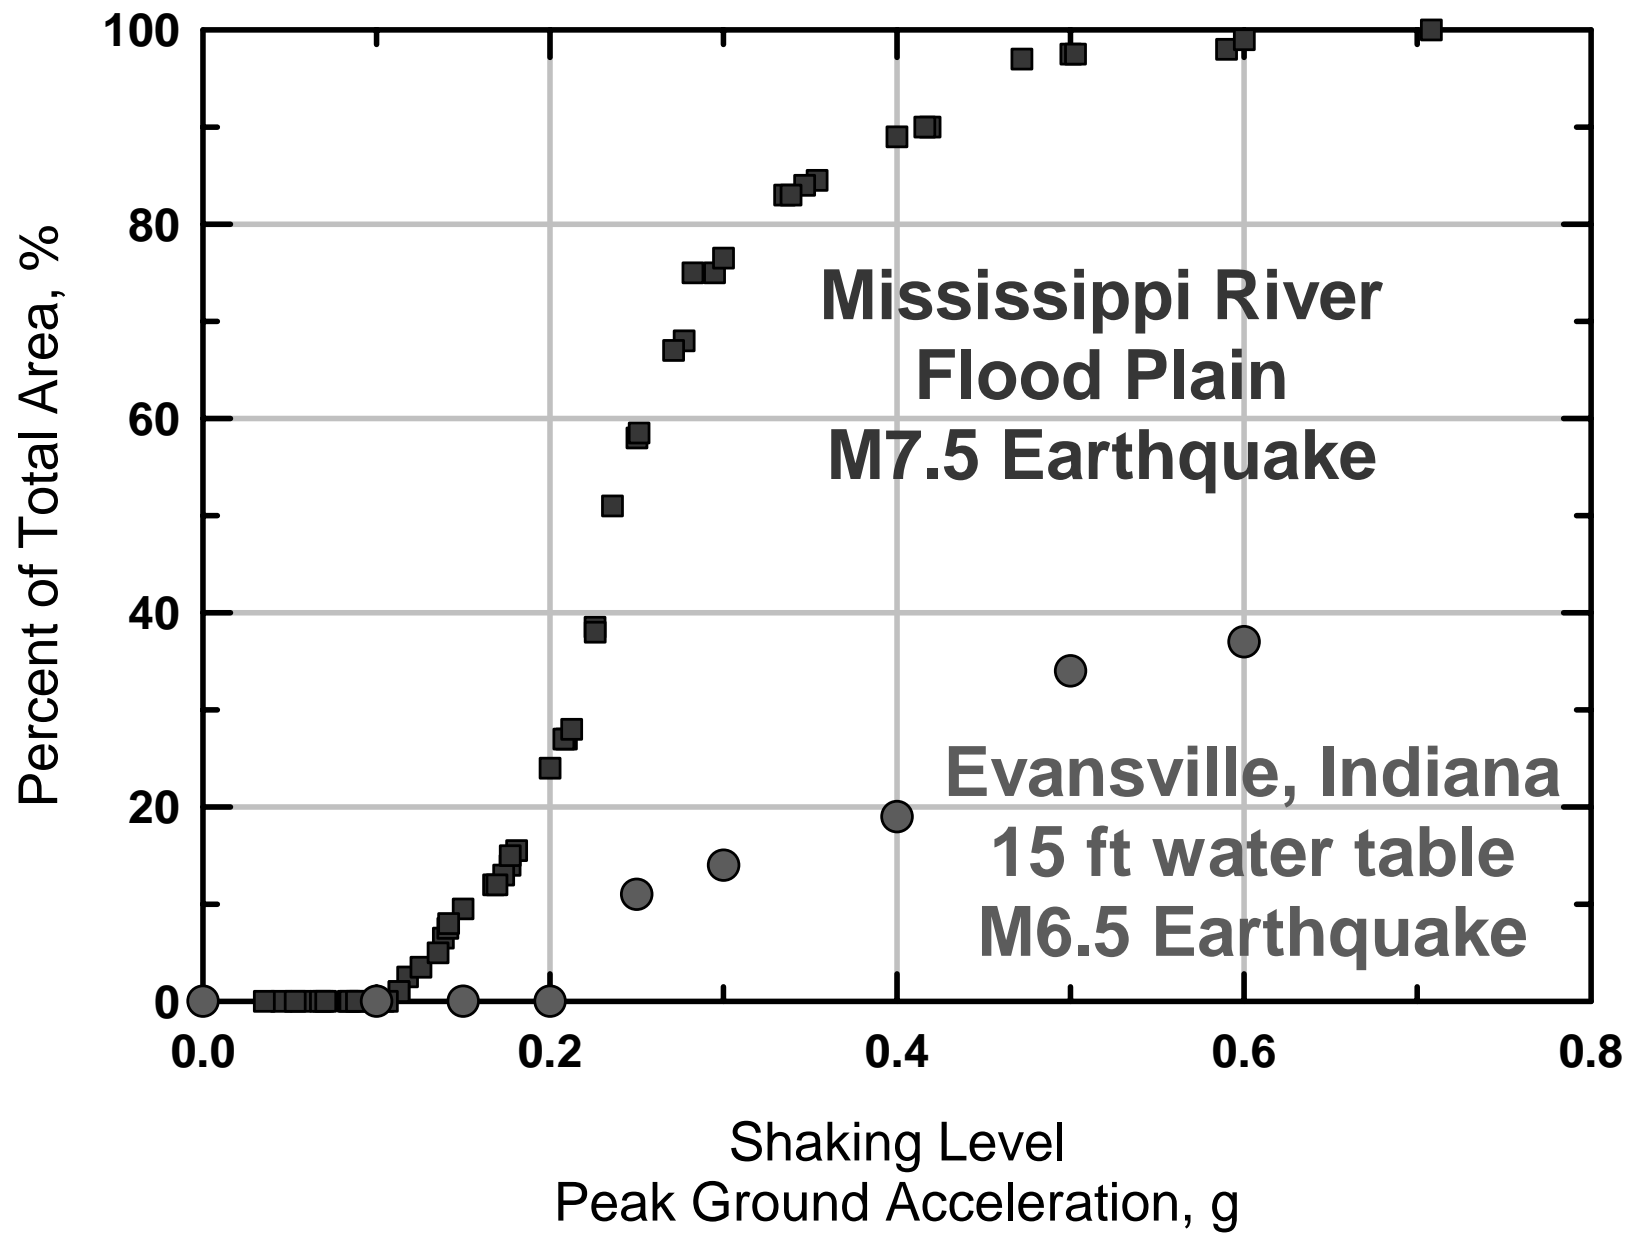 100
80
60
40
20
0
Percent of Total Area, %
Mississippi River
Flood Plain
M7.5 Earthquake
Evansville, Indiana
15 ft water table
M6.5 Earthquake
0.0 0.2 0.4 0.6 0.8
Shaking Level
Peak Ground Acceleration, g